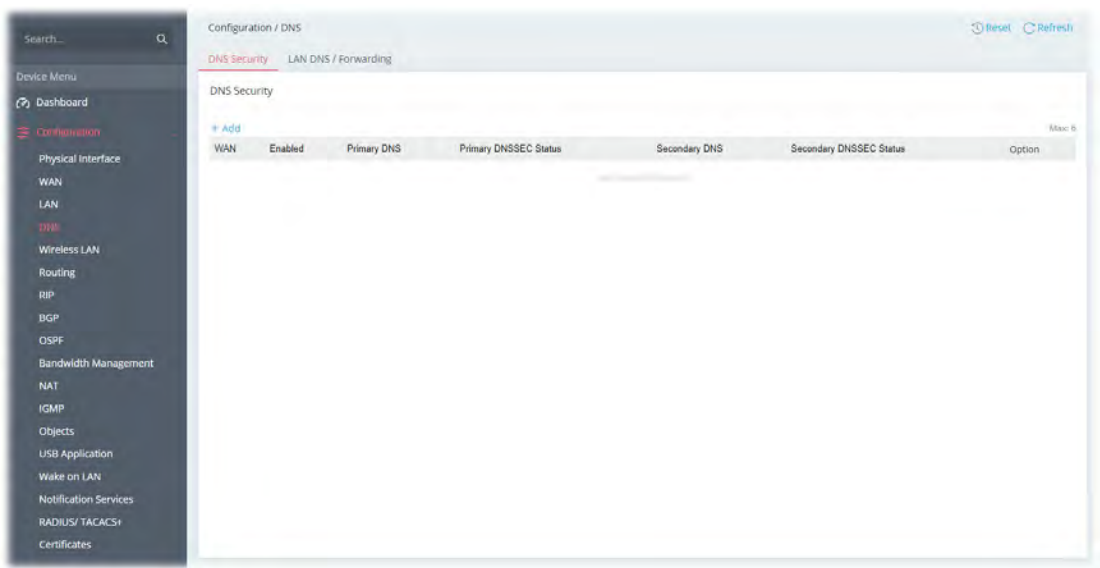 Search...
Device Menu
Dashboard
Configuration
Physical Interface
WAN
LAN
DNS
Wireless LAN
Routing
RIP
BGP
OSPF
Bandwidth Management
NAT
IGMP
Objects
USB Application
Wake on LAN
Notification Services
RADIUS/ TACACS+
Certificates
Configuration / DNS
Reset Refresh
DNS Security LAN DNS / Forwarding
DNS Security
+ Add
Max: 6
WAN Enabled Primary DNS Primary DNSSEC Status Secondary DNS Secondary DNSSEC Status Option